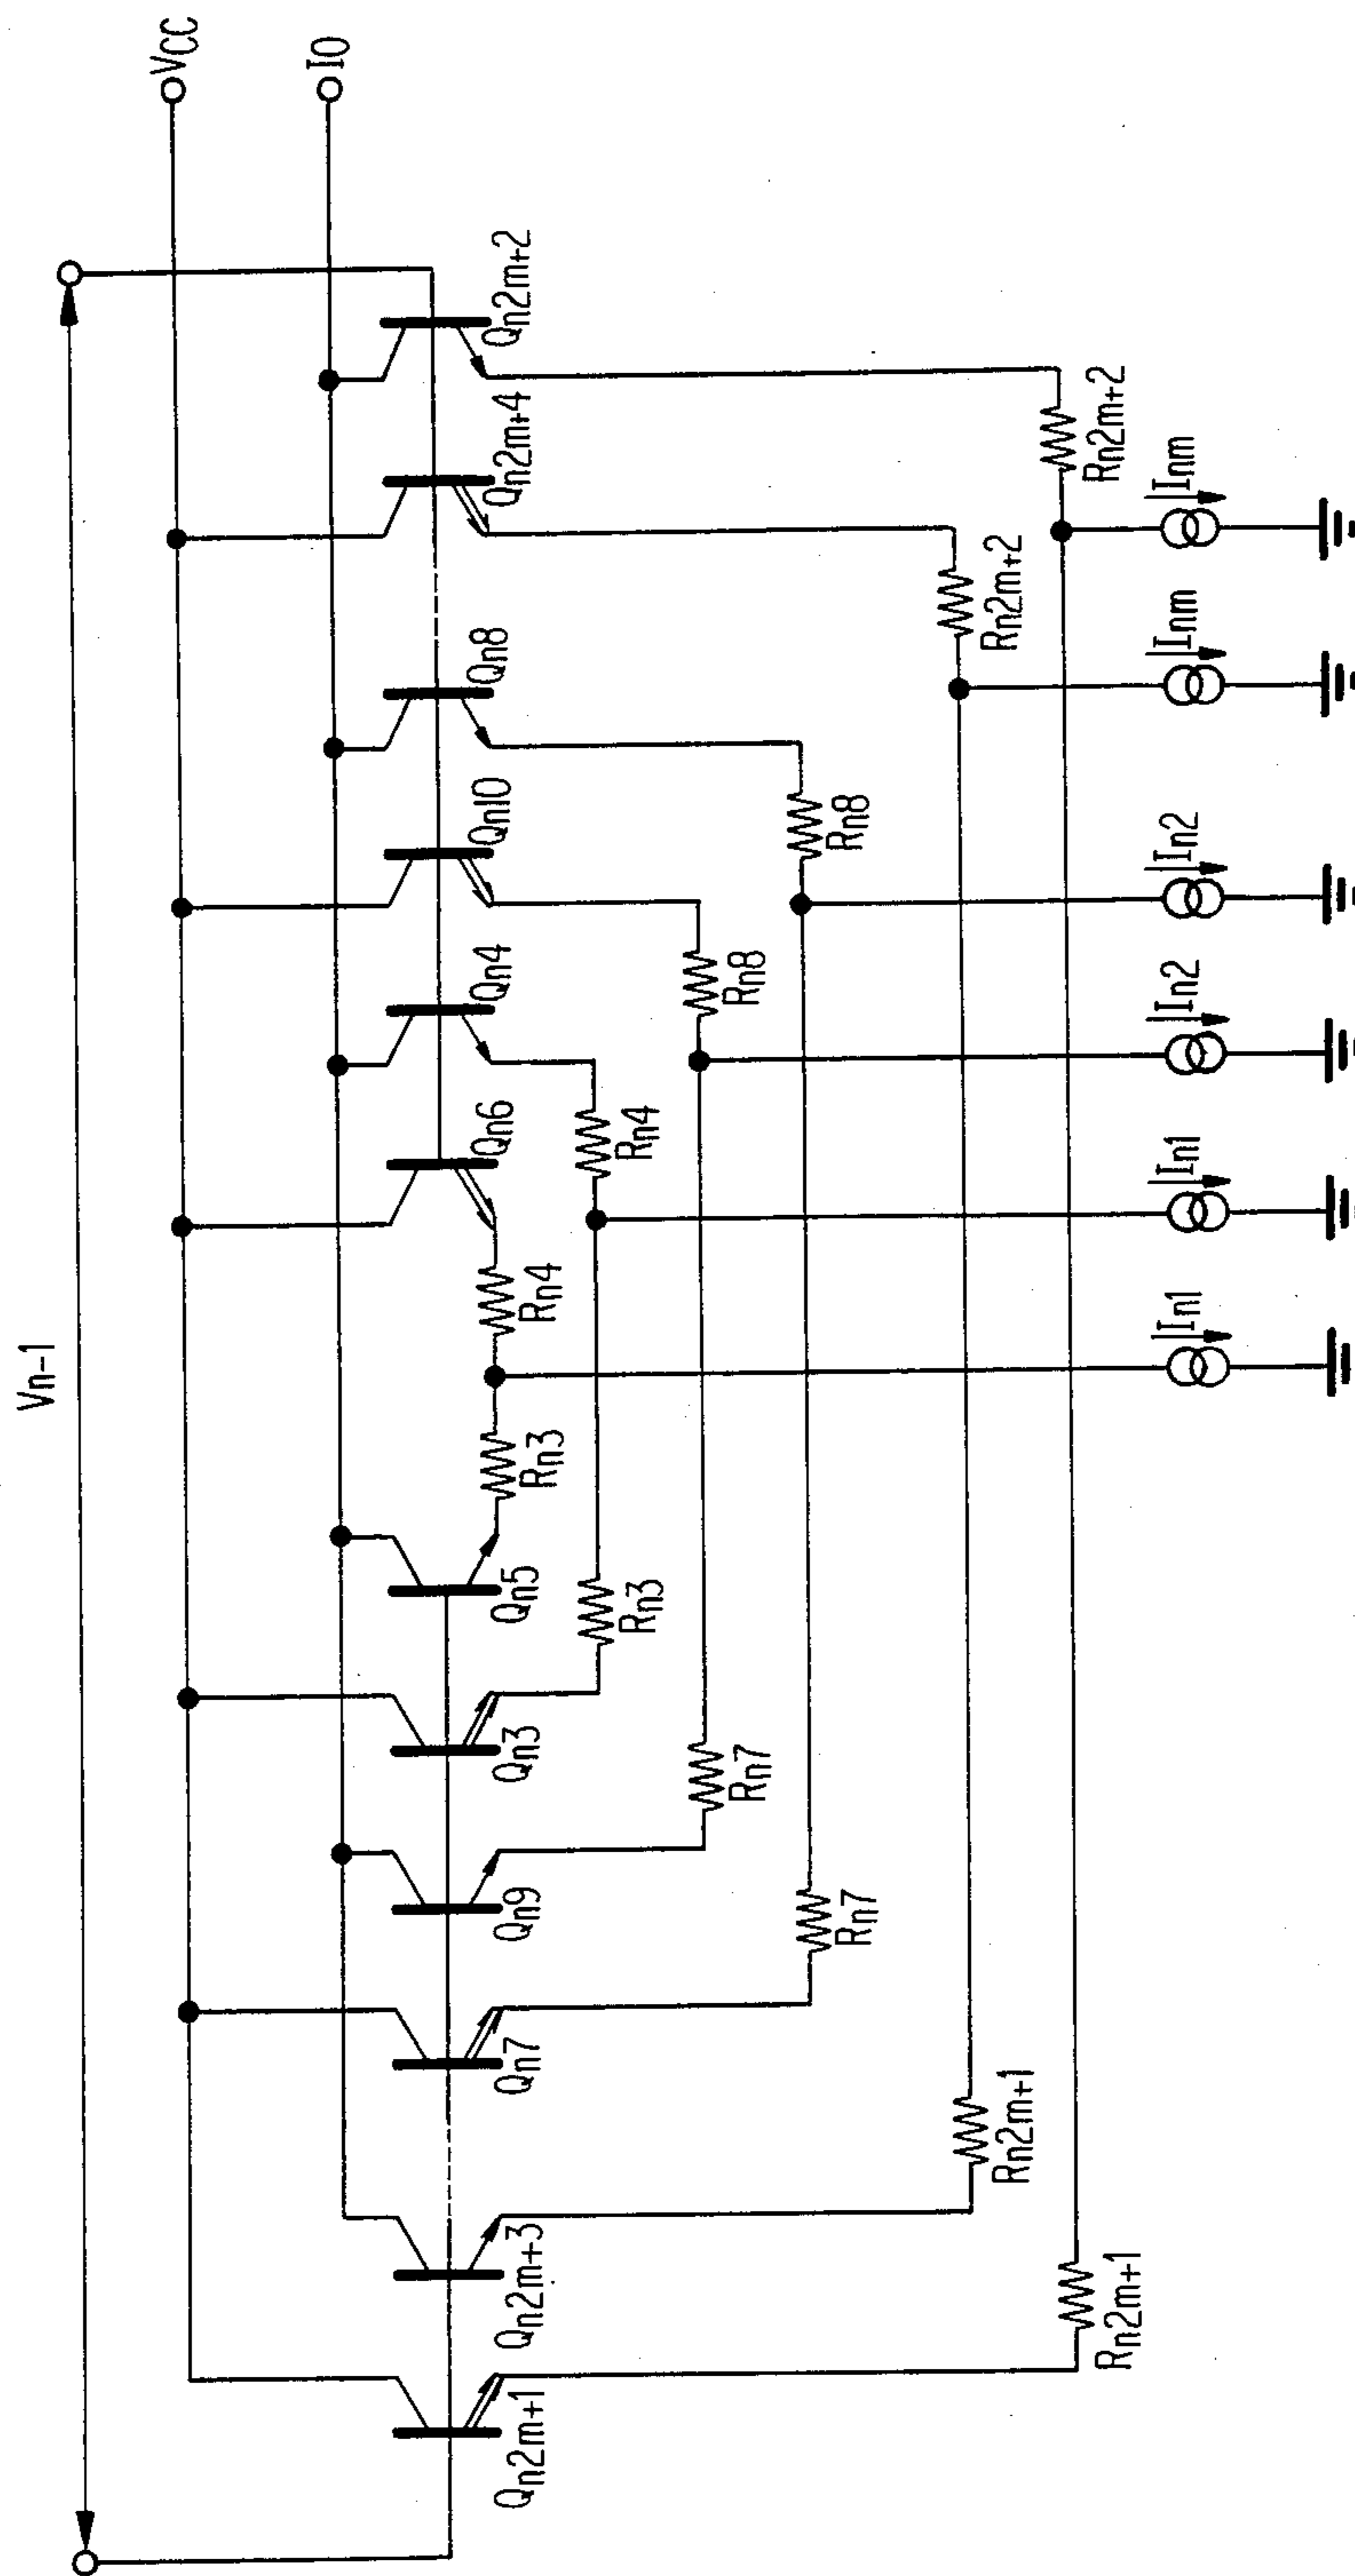 Vn-1
VCC
IO
Qn2m+1
Qn2m+3
Qn7
Qn9
Qn3
Qn5
Qn6
Qn4
Qn10
Qn8
Qn2m+4
Qn2m+2
Rn3
Rn4
Rn3
Rn4
Rn7
Rn8
Rn7
Rn8
Rn2m+1
Rn2m+2
Rn2m+1
Rn2m+2
In1
In1
In2
In2
Inm
Inm